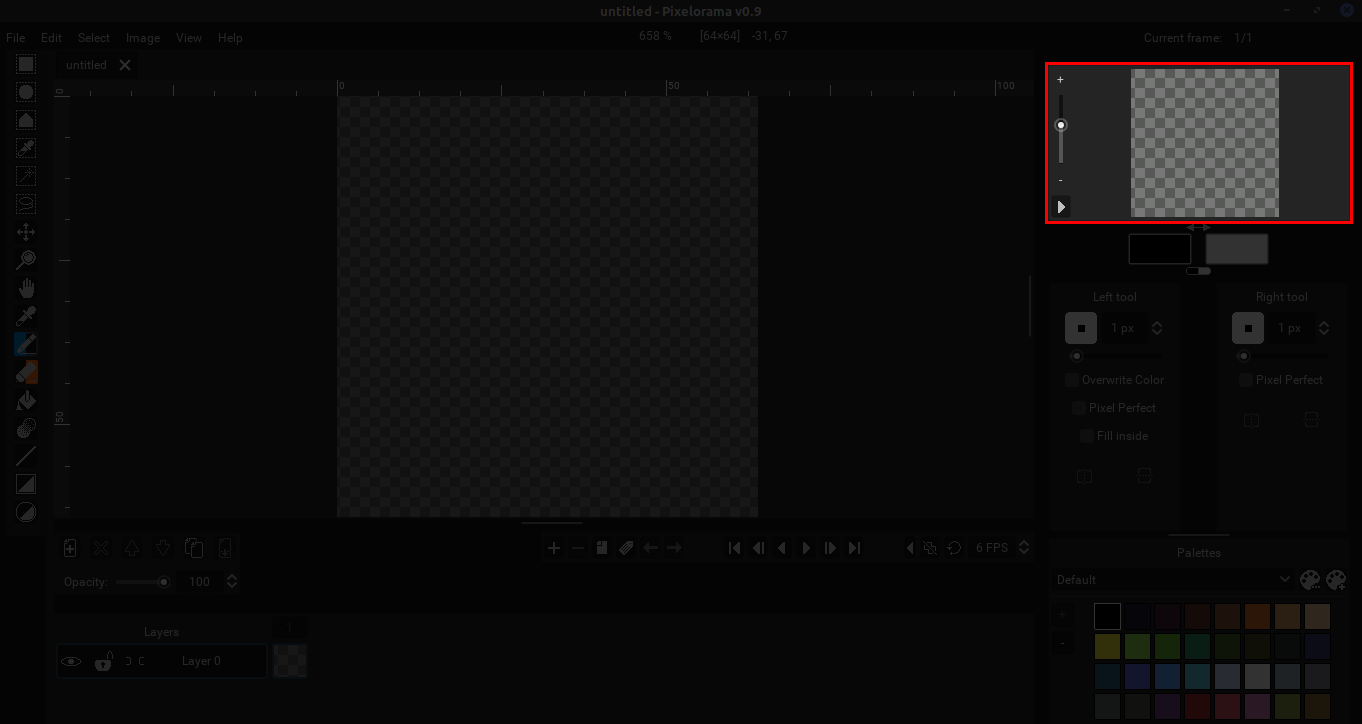 untitled - Pixelorama v0.9
File Edit Select Image View Help
658 % [64×64] -31, 67
Current frame: 1/1
untitled
0 50 100
0
50
+
-
Left tool
Right tool
1 px
1 px
Overwrite Color
Pixel Perfect
Pixel Perfect
Fill inside
6 FPS
Opacity: 100
Palettes
Default
+
-
Layers
1
Layer 0